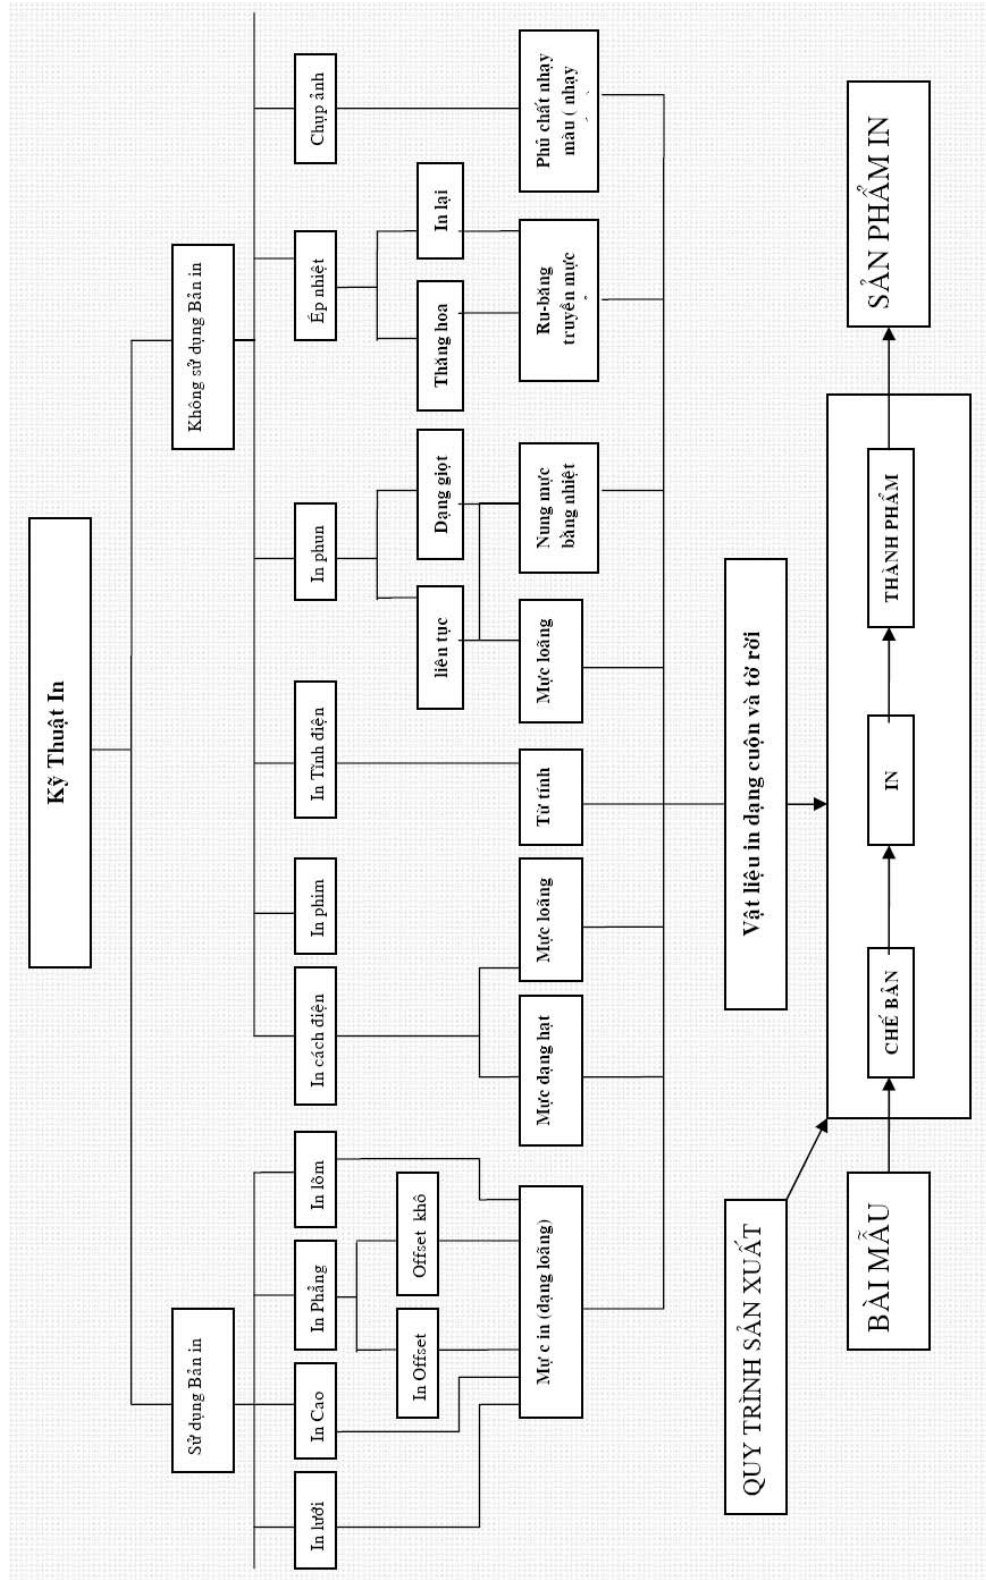 Kỹ Thuật In
Sử dụng Bản in
Không sử dụng Bản in
In lưới
In Cao
In Phẳng
In lõm
In cách điện
In phim
In Tĩnh điện
In phun
Ép nhiệt
Chụp ảnh
In Offset
Offset khô
liên tục
Dạng giọt
Thăng hoa
In lại
Mực in (dạng loãng)
Mực dạng hạt
Mực loãng
Từ tính
Mực loãng
Nung mực
bằng nhiệt
Ru-băng
truyền mực
Phủ chất nhạy
màu ( nhạy
Vật liệu in dạng cuộn và tờ rời
QUY TRÌNH SẢN XUẤT
BÀI MẪU
CHẾ BẢN
IN
THÀNH PHẨM
SẢN PHẨM IN